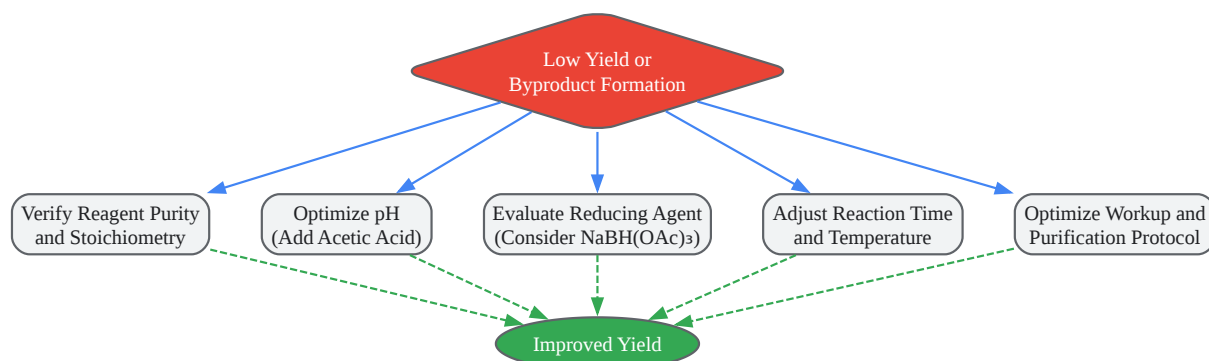 Low Yield or
Byproduct Formation
Verify Reagent Purity
and Stoichiometry
Optimize pH
(Add Acetic Acid)
Evaluate Reducing Agent
(Consider NaBH(OAc)₃)
Adjust Reaction Time
and Temperature
Optimize Workup and
Purification Protocol
Improved Yield